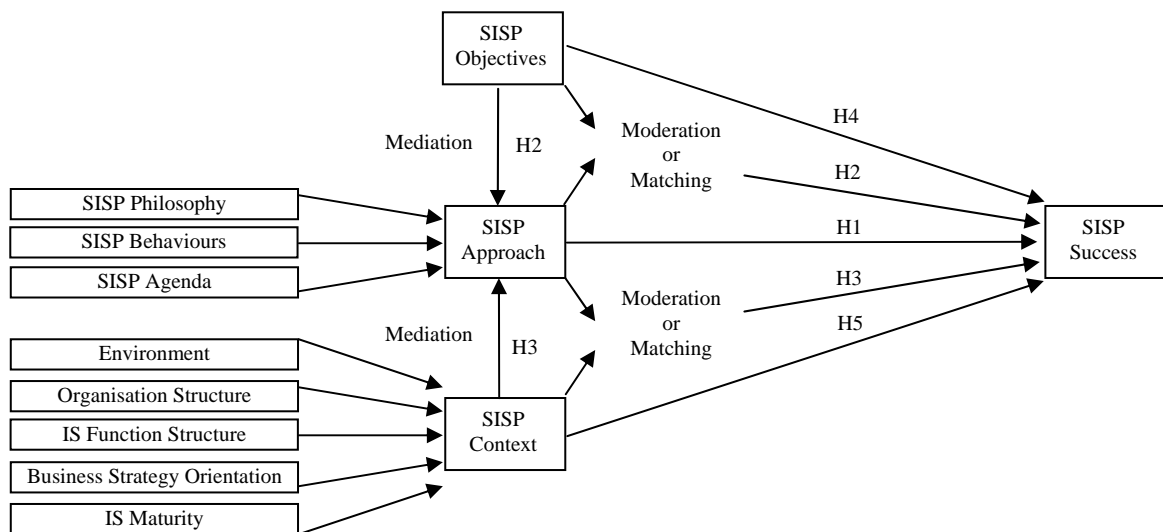 SISP
Objectives
H4
Mediation
H2
Moderation
or
Matching
H2
SISP Philosophy
SISP Behaviours
SISP Agenda
SISP
Approach
H1
SISP
Success
Mediation
H3
Moderation
or
Matching
H3
H5
Environment
Organisation Structure
IS Function Structure
Business Strategy Orientation
IS Maturity
SISP
Context